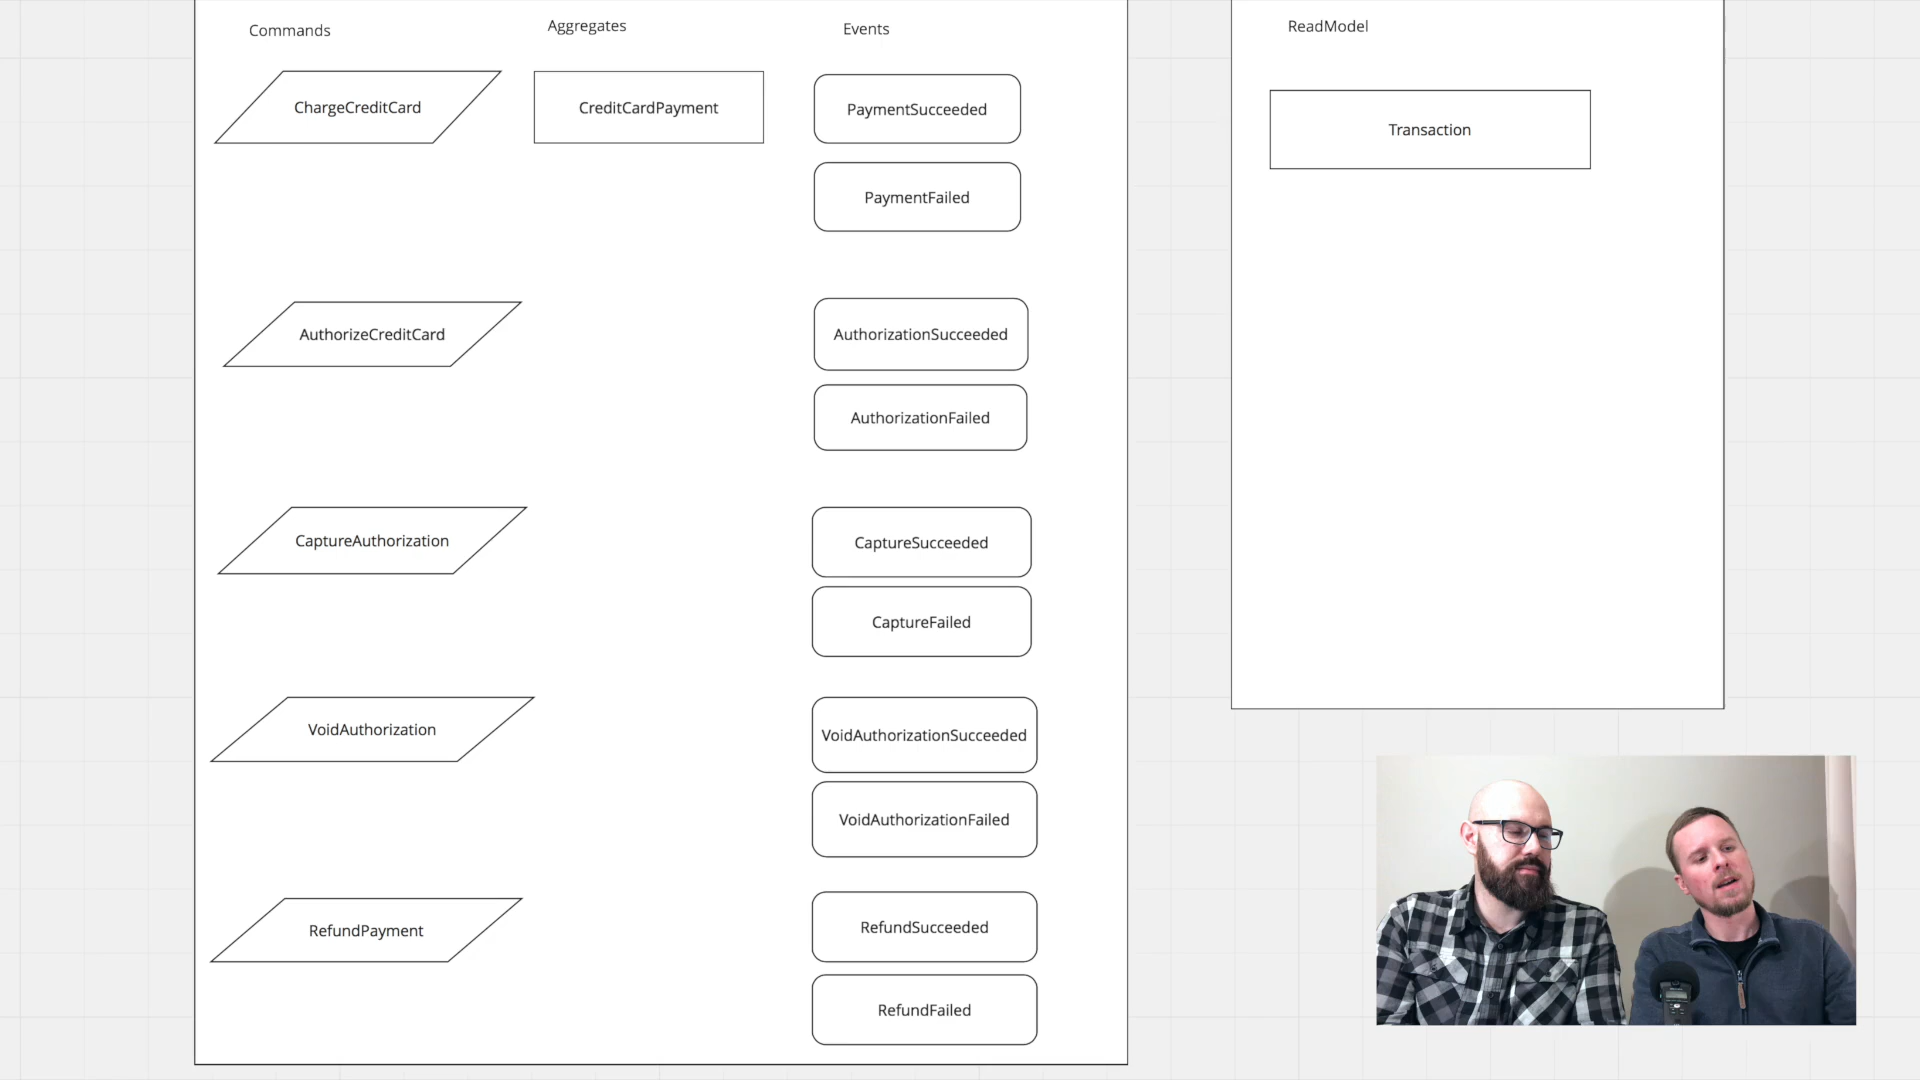 Commands
Aggregates
Events
ReadModel
ChargeCreditCard
CreditCardPayment
PaymentSucceeded
Transaction
PaymentFailed
AuthorizeCreditCard
AuthorizationSucceeded
AuthorizationFailed
CaptureAuthorization
CaptureSucceeded
CaptureFailed
VoidAuthorization
VoidAuthorizationSucceeded
VoidAuthorizationFailed
RefundPayment
RefundSucceeded
RefundFailed